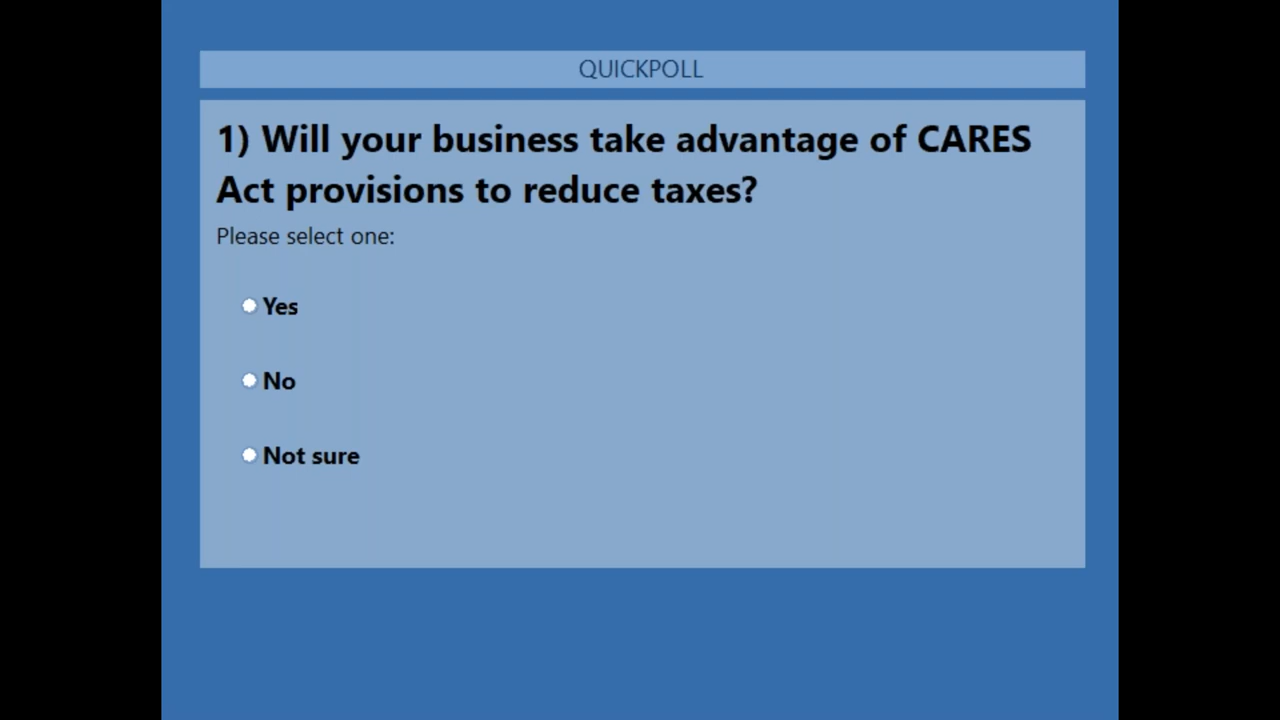 QUICKPOLL
1) Will your business take advantage of CARES
Act provisions to reduce taxes?
Please select one:
Yes
No
Not sure